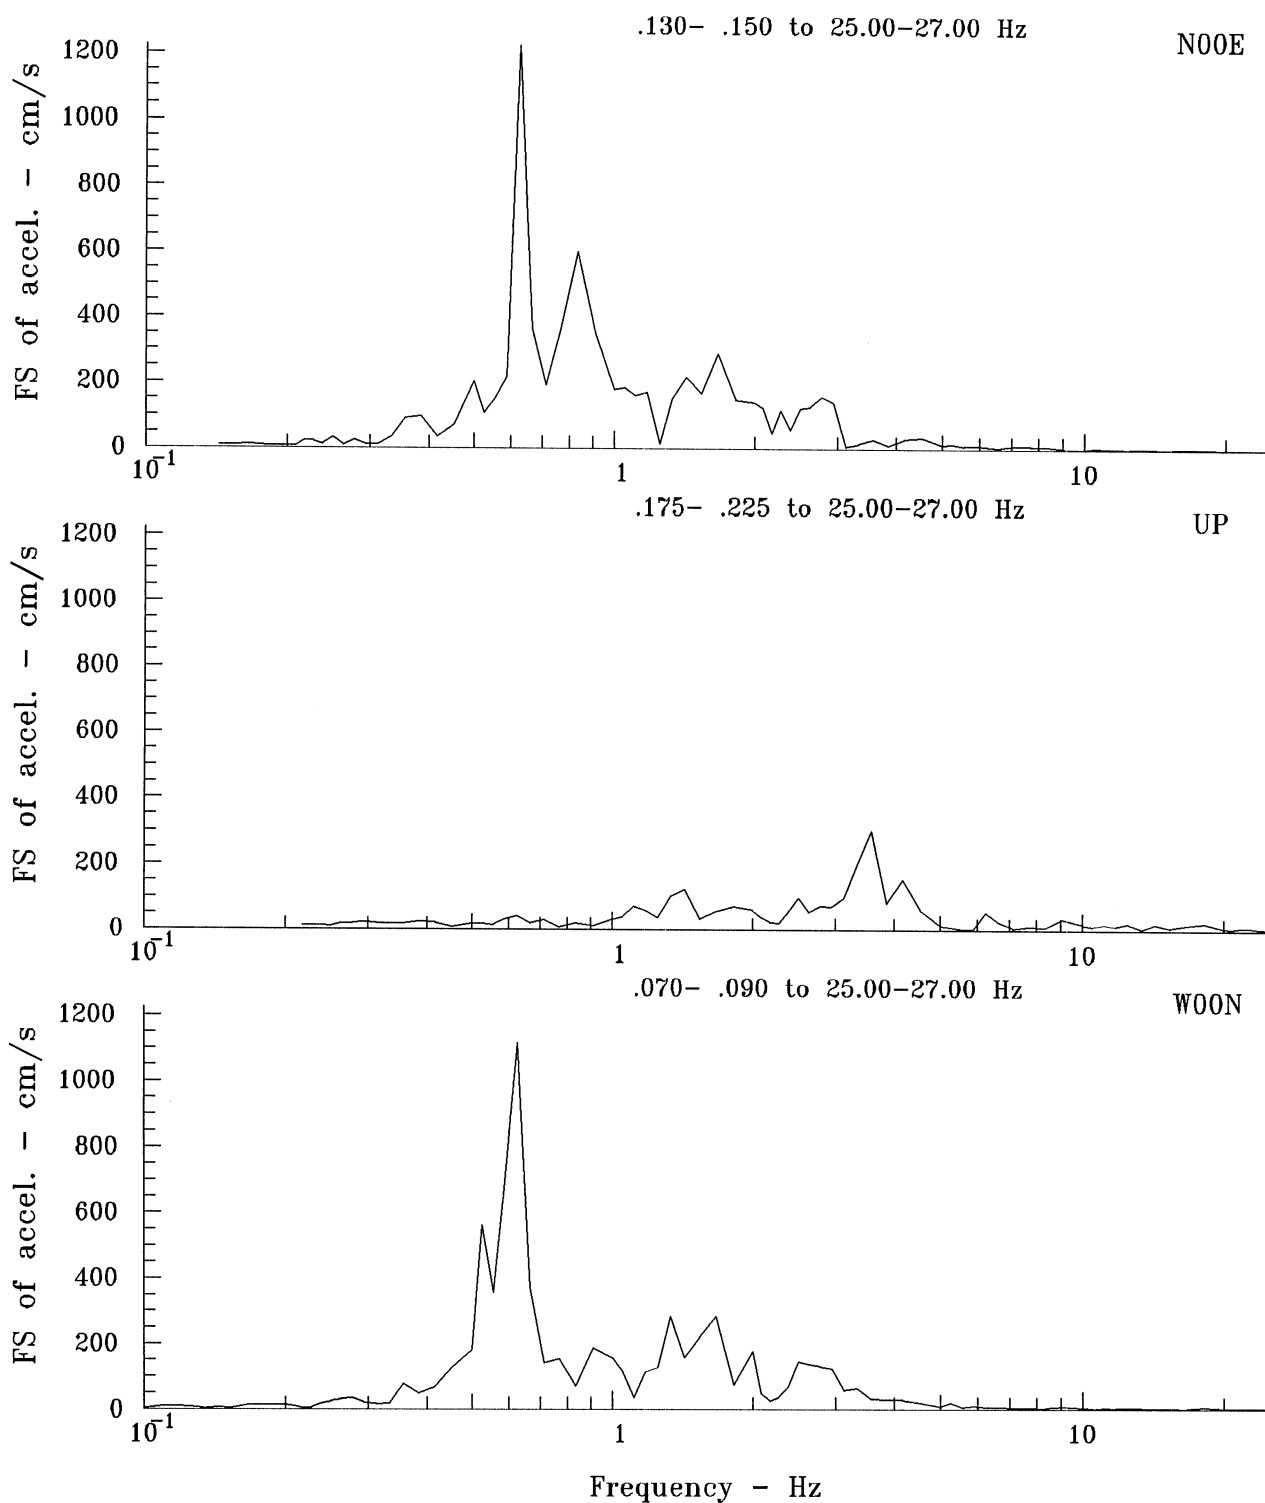 .130– .150 to 25.00–27.00 Hz
N00E
1200
1000
800
600
400
200
0
FS of accel. – cm/s
10⁻¹ 1 10
.175– .225 to 25.00–27.00 Hz
UP
1200
1000
800
600
400
200
0
FS of accel. – cm/s
10⁻¹ 1 10
.070– .090 to 25.00–27.00 Hz
W00N
1200
1000
800
600
400
200
0
FS of accel. – cm/s
10⁻¹ 1 10
Frequency – Hz